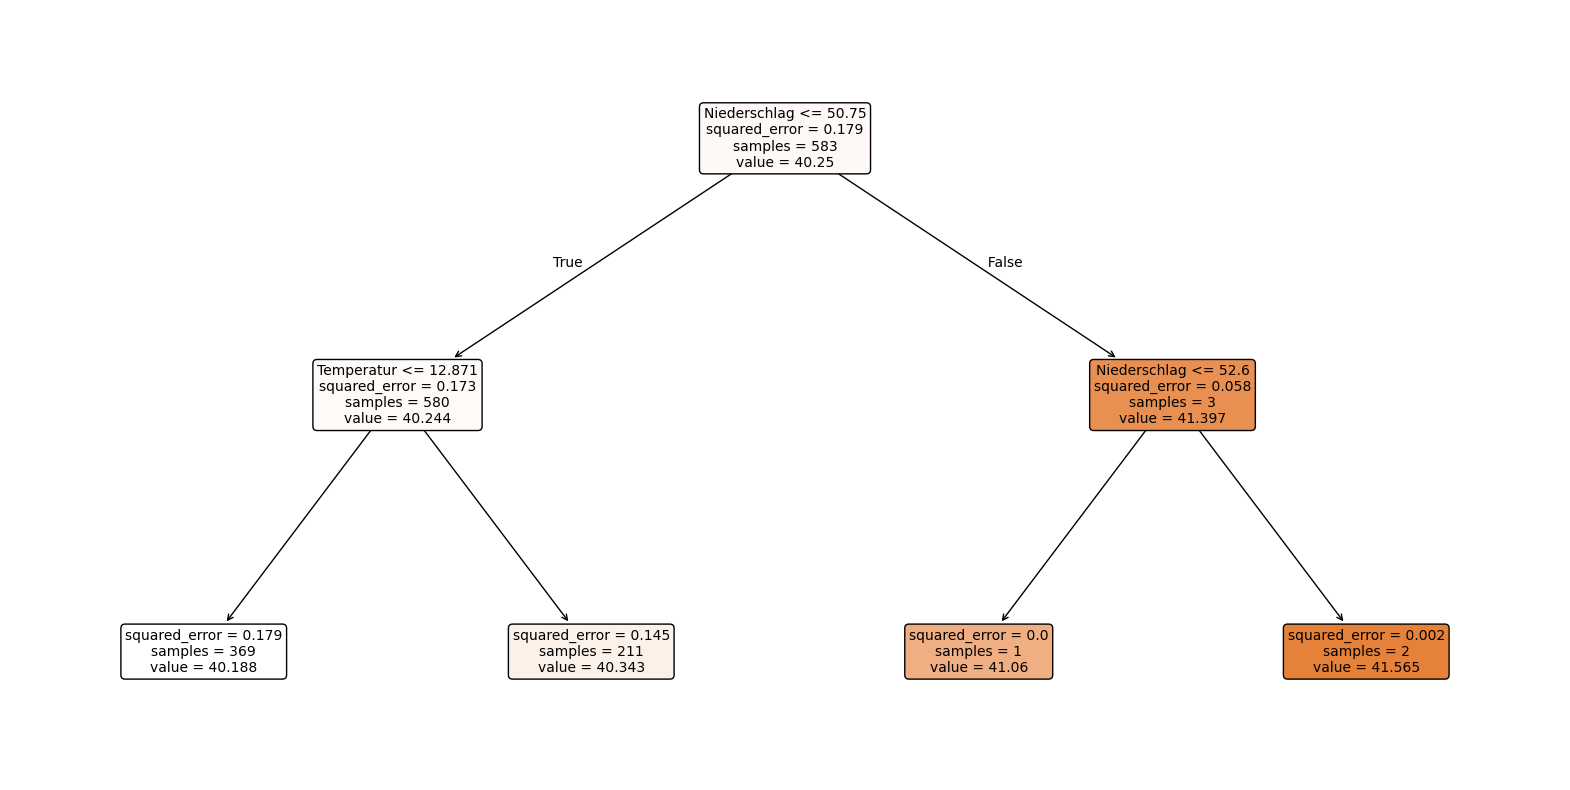 Niederschlag <= 50.75
squared_error = 0.179
samples = 583
value = 40.25
True
False
Temperatur <= 12.871
squared_error = 0.173
samples = 580
value = 40.244
Niederschlag <= 52.6
squared_error = 0.058
samples = 3
value = 41.397
squared_error = 0.179
samples = 369
value = 40.188
squared_error = 0.145
samples = 211
value = 40.343
squared_error = 0.0
samples = 1
value = 41.06
squared_error = 0.002
samples = 2
value = 41.565